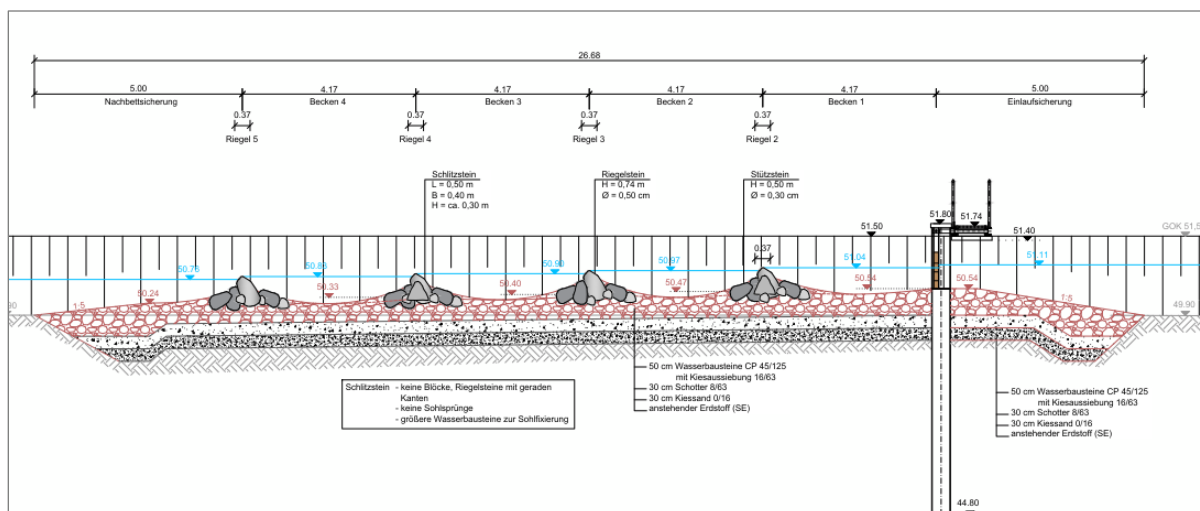 26.68
5.00 4.17 4.17 4.17 4.17 5.00
Nachbettsicherung Becken 4 Becken 3 Becken 2 Becken 1 Einlaufsicherung
0.37 0.37 0.37 0.37
Riegel 5 Riegel 4 Riegel 3 Riegel 2
Schlitzstein
L = 0,50 m
B = 0,40 m
H = ca. 0,30 m
Riegelstein
H = 0,74 m
Ø = 0,50 cm
Stützstein
H = 0,50 m
Ø = 0,30 cm
51.50 51.80 51.74 51.40 GOK 51,5
0.37
50.76 50.83 50.90 50.97 51.04 51.11
50.24 50.33 50.40 50.47 50.54 50.54
90 1:5 1:5 49.90
Schlitzstein - keine Blöcke, Riegelsteine mit geraden
Kanten
- keine Sohlsprünge
- größere Wasserbausteine zur Sohlfixierung
50 cm Wasserbausteine CP 45/125
mit Kiesaussiebung 16/63
30 cm Schotter 8/63
30 cm Kiessand 0/16
anstehender Erdstoff (SE)
50 cm Wasserbausteine CP 45/125
mit Kiesaussiebung 16/63
30 cm Schotter 8/63
30 cm Kiessand 0/16
anstehender Erdstoff (SE)
44.80